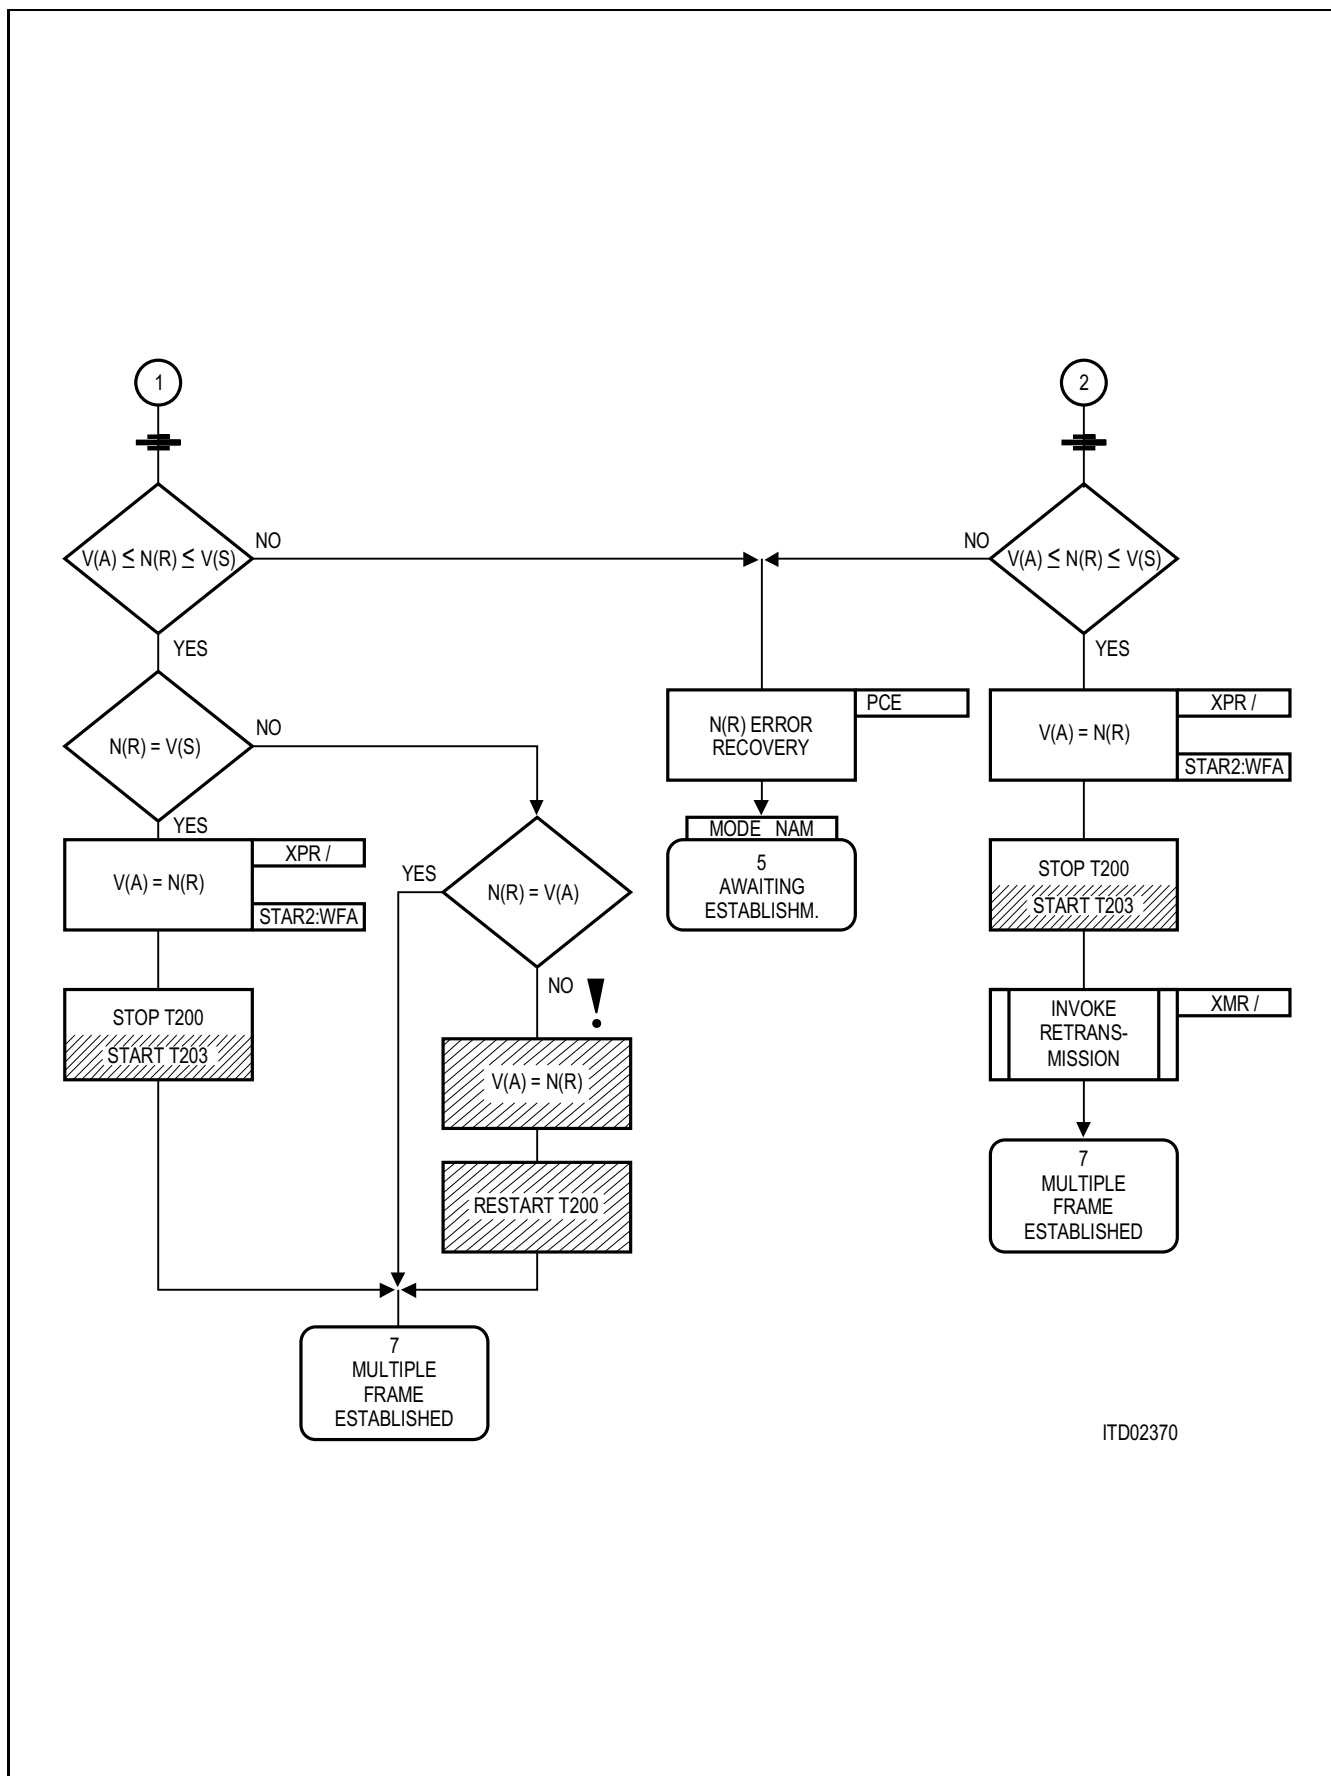 1
2
V(A) ≤ N(R) ≤ V(S)
NO
NO
V(A) ≤ N(R) ≤ V(S)
YES
YES
N(R) = V(S)
NO
YES
N(R) ERROR
RECOVERY
PCE
V(A) = N(R)
XPR /
STAR2:WFA
V(A) = N(R)
XPR /
STAR2:WFA
YES
N(R) = V(A)
NO
!
MODE NAM
5
AWAITING
ESTABLISHM.
STOP T200
START T203
STOP T200
START T203
V(A) = N(R)
RESTART T200
INVOKE
RETRANS-
MISSION
XMR /
7
MULTIPLE
FRAME
ESTABLISHED
7
MULTIPLE
FRAME
ESTABLISHED
ITD02370